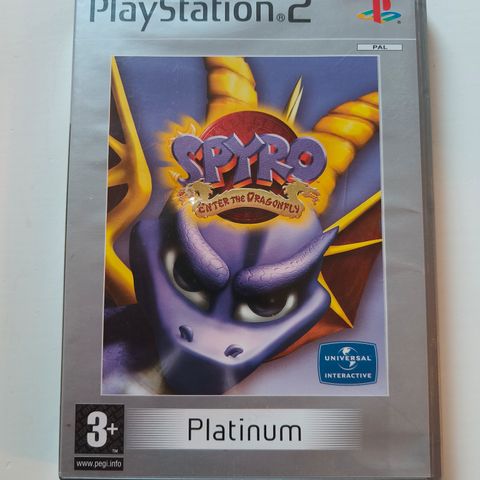 PlayStation 2
PAL
SPYRO
ENTER THE DRAGONFLY
UNIVERSAL
INTERACTIVE
3+
www.pegi.info
Platinum